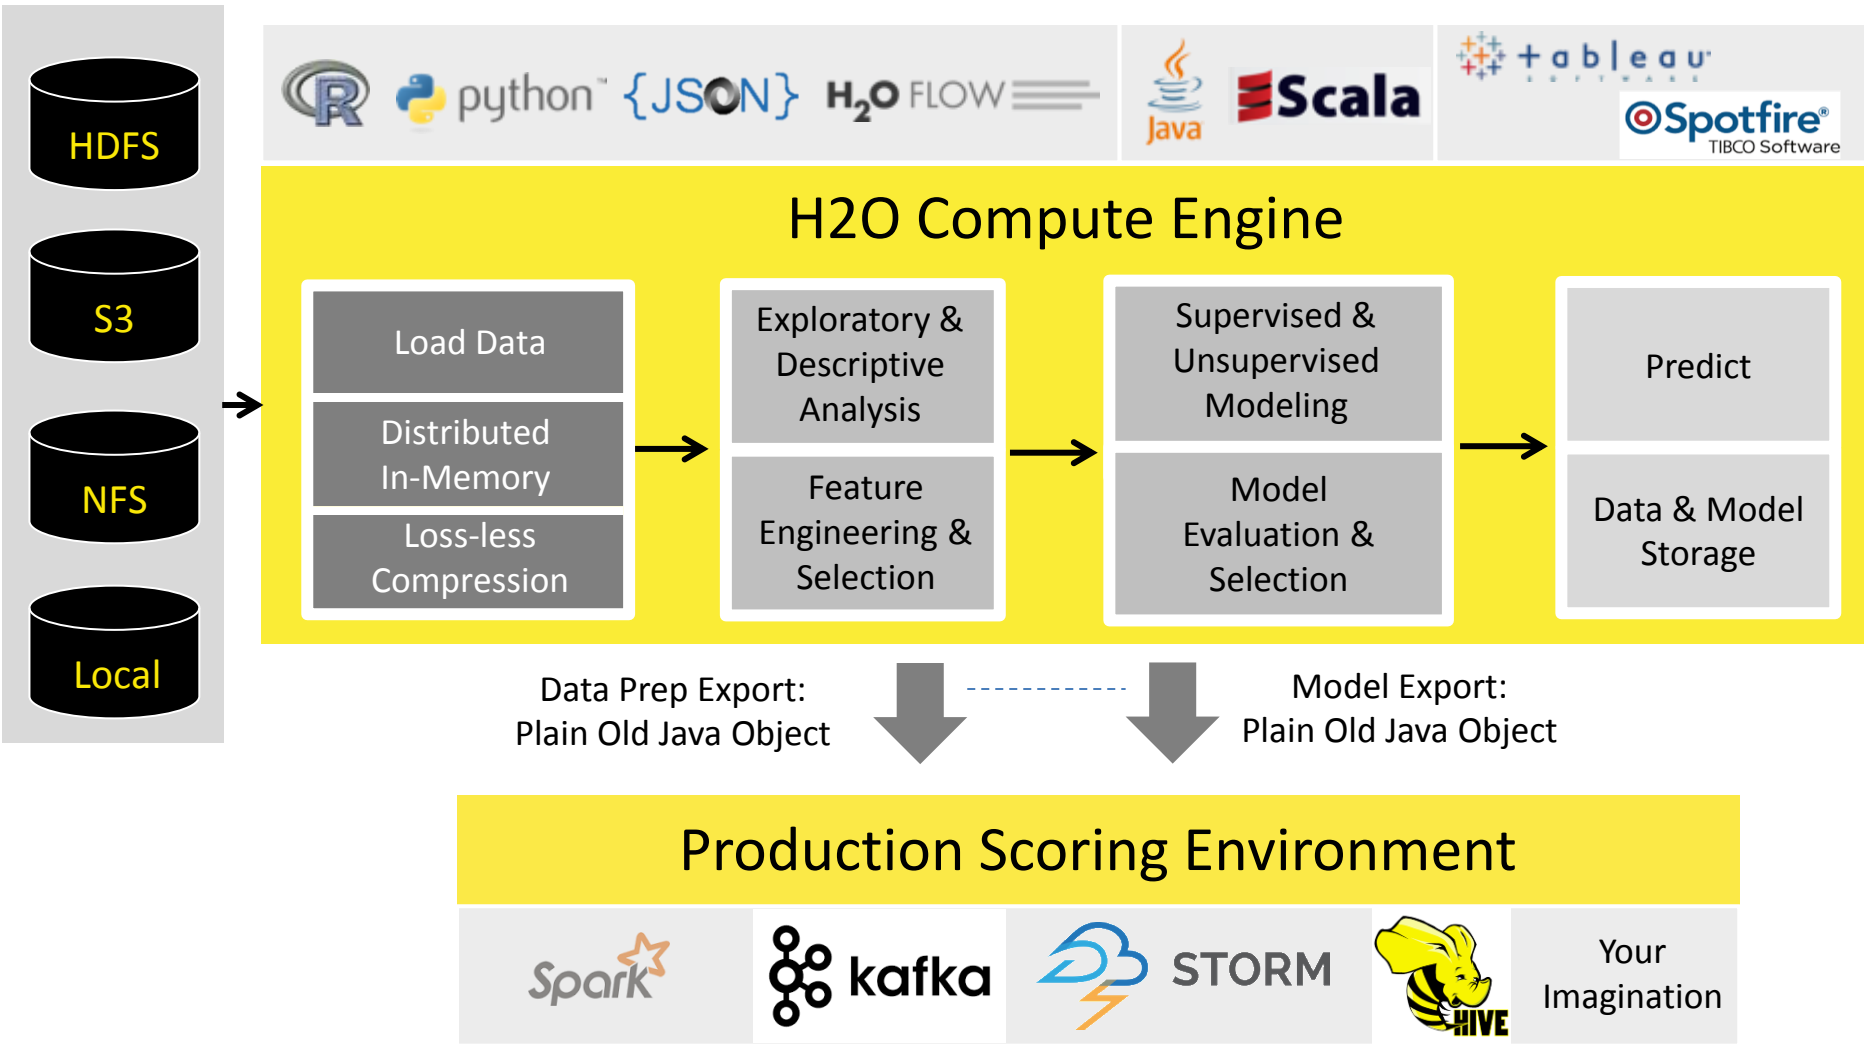 HDFS
S3
NFS
Local
R
python™
{JSON}
H2O FLOW
Java
Scala
+ableau
SOFTWARE
Spotfire®
TIBCO Software
H2O Compute Engine
Load Data
Distributed
In-Memory
Loss-less
Compression
Exploratory &
Descriptive
Analysis
Feature
Engineering &
Selection
Supervised &
Unsupervised
Modeling
Model
Evaluation &
Selection
Predict
Data & Model
Storage
Data Prep Export:
Plain Old Java Object
Model Export:
Plain Old Java Object
Production Scoring Environment
Spark
kafka
STORM
HIVE
Your
Imagination